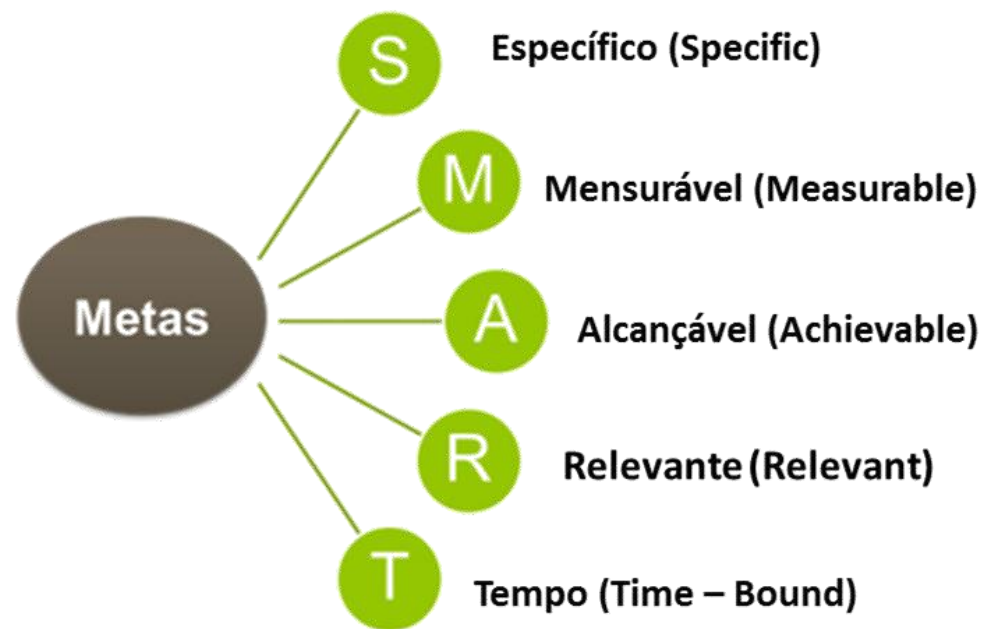 S
Específico (Specific)
M
Mensurável (Measurable)
Metas
A
Alcançável (Achievable)
R
Relevante (Relevant)
T
Tempo (Time – Bound)